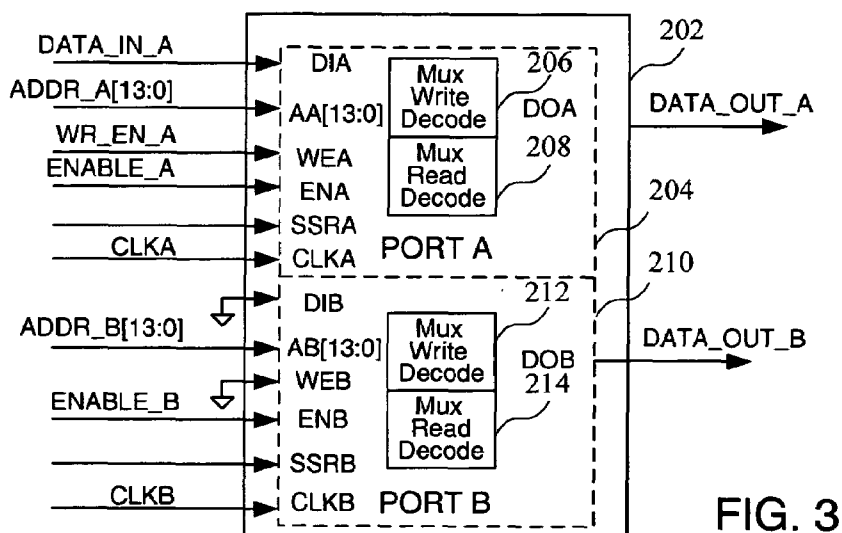 DATA_IN_A
ADDR_A[13:0]
WR_EN_A
ENABLE_A
CLKA
DIA
AA[13:0]
WEA
ENA
SSRA
CLKA
Mux
Write
Decode
Mux
Read
Decode
206
DOA
208
PORT A
202
DATA_OUT_A
204
210
ADDR_B[13:0]
ENABLE_B
CLKB
DIB
AB[13:0]
WEB
ENB
SSRB
CLKB
Mux
Write
Decode
Mux
Read
Decode
212
DOB
214
PORT B
DATA_OUT_B
FIG. 3